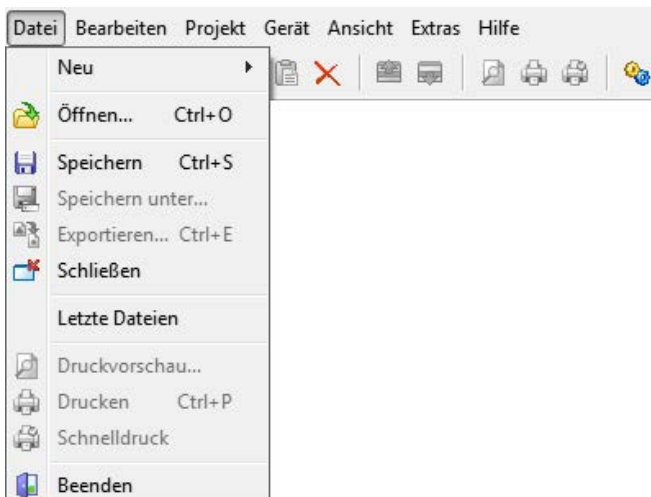 Datei Bearbeiten Projekt Gerät Ansicht Extras Hilfe
Neu
Öffnen... Ctrl+O
Speichern Ctrl+S
Speichern unter...
Exportieren... Ctrl+E
Schließen
Letzte Dateien
Druckvorschau...
Drucken Ctrl+P
Schnelldruck
Beenden